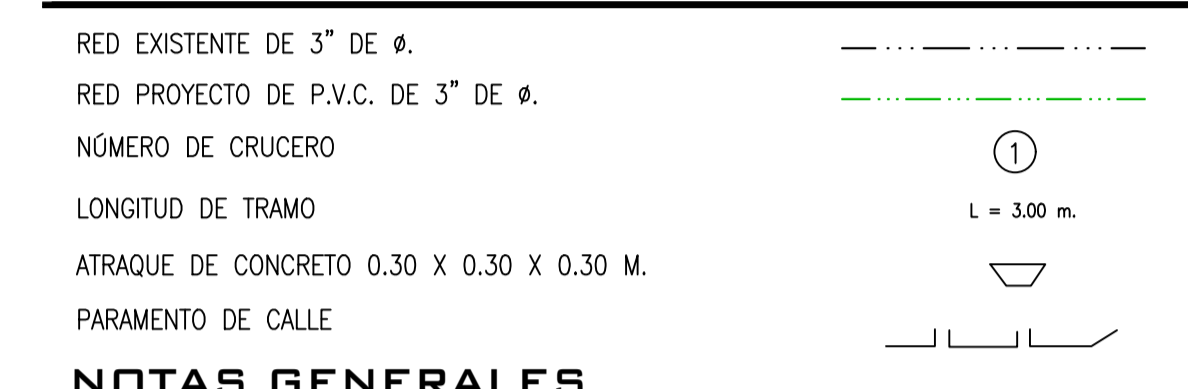 RED EXISTENTE DE 3" DE ø.
RED PROYECTO DE P.V.C. DE 3" DE ø.
NÚMERO DE CRUCERO 1
LONGITUD DE TRAMO L = 3.00 m.
ATRAQUE DE CONCRETO 0.30 X 0.30 X 0.30 M.
PARAMENTO DE CALLE
NOTAS GENERALES